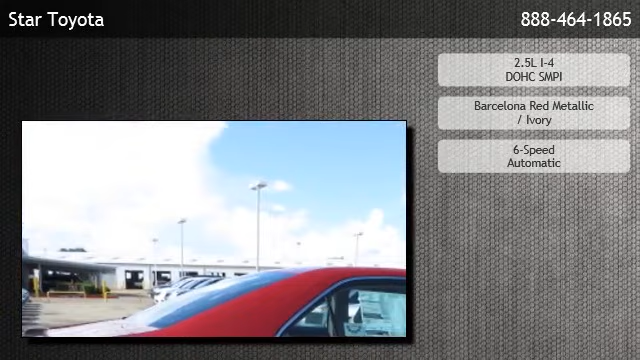 Star Toyota
888-464-1865
2.5L I-4
DOHC SMPI
Barcelona Red Metallic
/ Ivory
6-Speed
Automatic